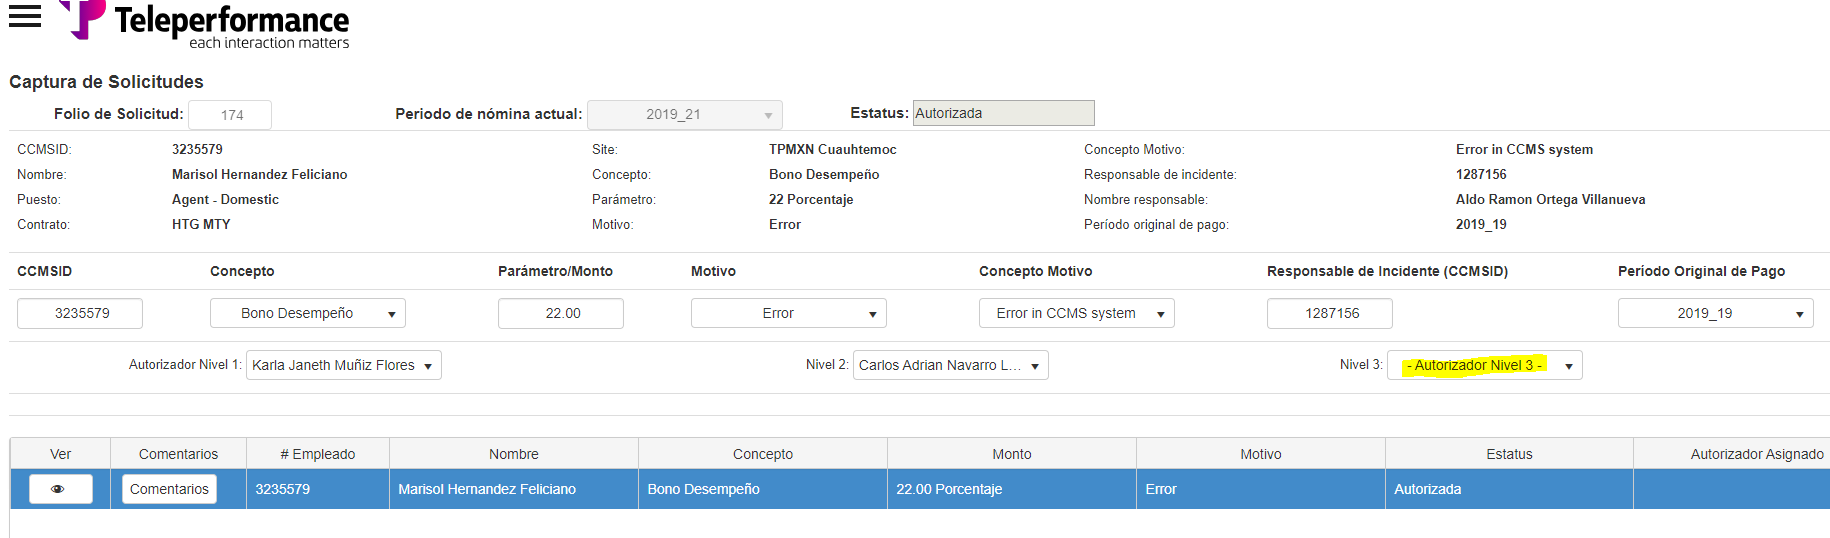 Teleperformance
each interaction matters
Captura de Solicitudes
Folio de Solicitud: 174 Periodo de nómina actual: 2019_21 Estatus: Autorizada
CCMSID: 3235579 Site: TPMXN Cuauhtemoc Concepto Motivo: Error in CCMS system
Nombre: Marisol Hernandez Feliciano Concepto: Bono Desempeño Responsable de incidente: 1287156
Puesto: Agent - Domestic Parámetro: 22 Porcentaje Nombre responsable: Aldo Ramon Ortega Villanueva
Contrato: HTG MTY Motivo: Error Período original de pago: 2019_19
CCMSID Concepto Parámetro/Monto Motivo Concepto Motivo Responsable de Incidente (CCMSID) Período Original de Pago
3235579 Bono Desempeño 22.00 Error Error in CCMS system 1287156 2019_19
Autorizador Nivel 1: Karla Janeth Muñiz Flores Nivel 2: Carlos Adrian Navarro L... Nivel 3: - Autorizador Nivel 3 -
Ver Comentarios # Empleado Nombre Concepto Monto Motivo Estatus Autorizador Asignado
Comentarios 3235579 Marisol Hernandez Feliciano Bono Desempeño 22.00 Porcentaje Error Autorizada